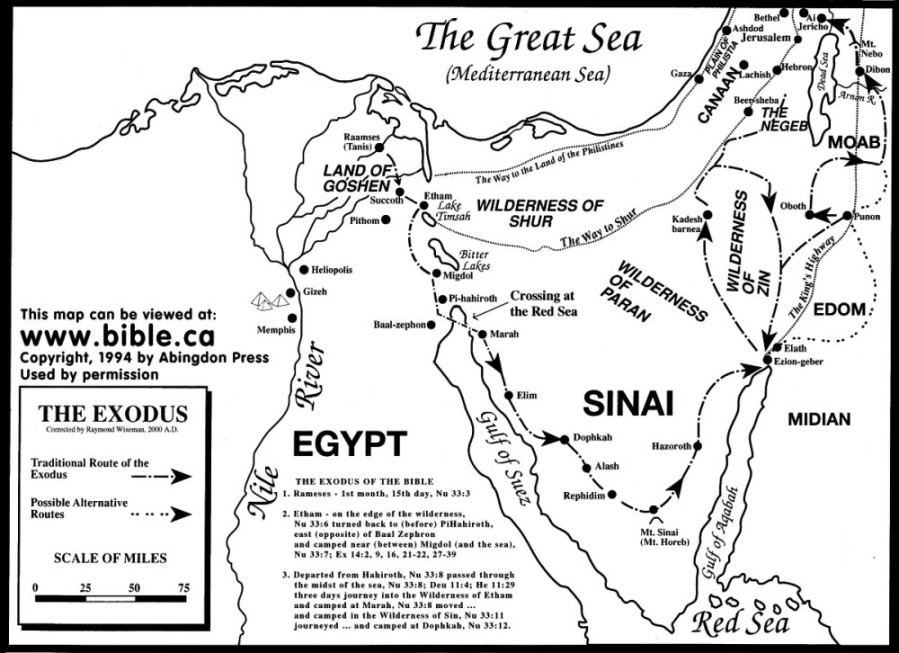 The Great Sea
(Mediterranean Sea)
Bethel
Ai
Jericho
Ashdod
Jerusalem
PLAIN OF
PHILISTIA
Mt.
Nebo
Gaza
Lachish
Hebron
Dead Sea
Dibon
CANAAN
Arnon R.
Beer-sheba
THE
NEGEB
MOAB
Raamses
(Tanis)
The Way to the Land of the Philistines
LAND OF
GOSHEN
Succoth
Etham
Lake
Timsah
WILDERNESS OF
SHUR
Pithom
Kadesh
barnea
WILDERNESS
OF
ZIN
Oboth
Punon
The Way to Shur
Bitter
Lakes
Heliopolis
Migdol
WILDERNESS
OF
PARAN
The King's Highway
Gizeh
Pi-hahiroth
Crossing at
the Red Sea
EDOM
Memphis
Baal-zephon
Marah
Elath
Ezion-geber
This map can be viewed at:
www.bible.ca
Copyright, 1994 by Abingdon Press
Used by permission
Elim
SINAI
MIDIAN
Nile
River
EGYPT
Gulf of Suez
Dophkah
Hazoroth
Alash
Rephidim
Mt. Sinai
(Mt. Horeb)
Gulf of Aqabah
Red Sea
THE EXODUS
Corrected by Raymond Wiseman, 2000 A.D.
Traditional Route of the
Exodus
Possible Alternative
Routes
SCALE OF MILES
0 25 50 75
THE EXODUS OF THE BIBLE
1. Rameses - 1st month, 15th day, Nu 33:3
2. Etham - on the edge of the wilderness,
Nu 33:6 turned back to (before) PiHahiroth,
east (opposite) of Baal Zephron
and camped near (between) Migdol (and the sea),
Nu 33:7; Ex 14:2, 9, 16, 21-22, 27-39
3. Departed from Hahiroth, Nu 33:8 passed through
the midst of the sea, Nu 33:8; Deu 11:4; He 11:29
three days journey into the Wilderness of Etham
and camped at Marah, Nu 33:8 moved ...
and camped in the Wilderness of Sin, Nu 33:11
journeyed ... and camped at Dophkah, Nu 33:12.